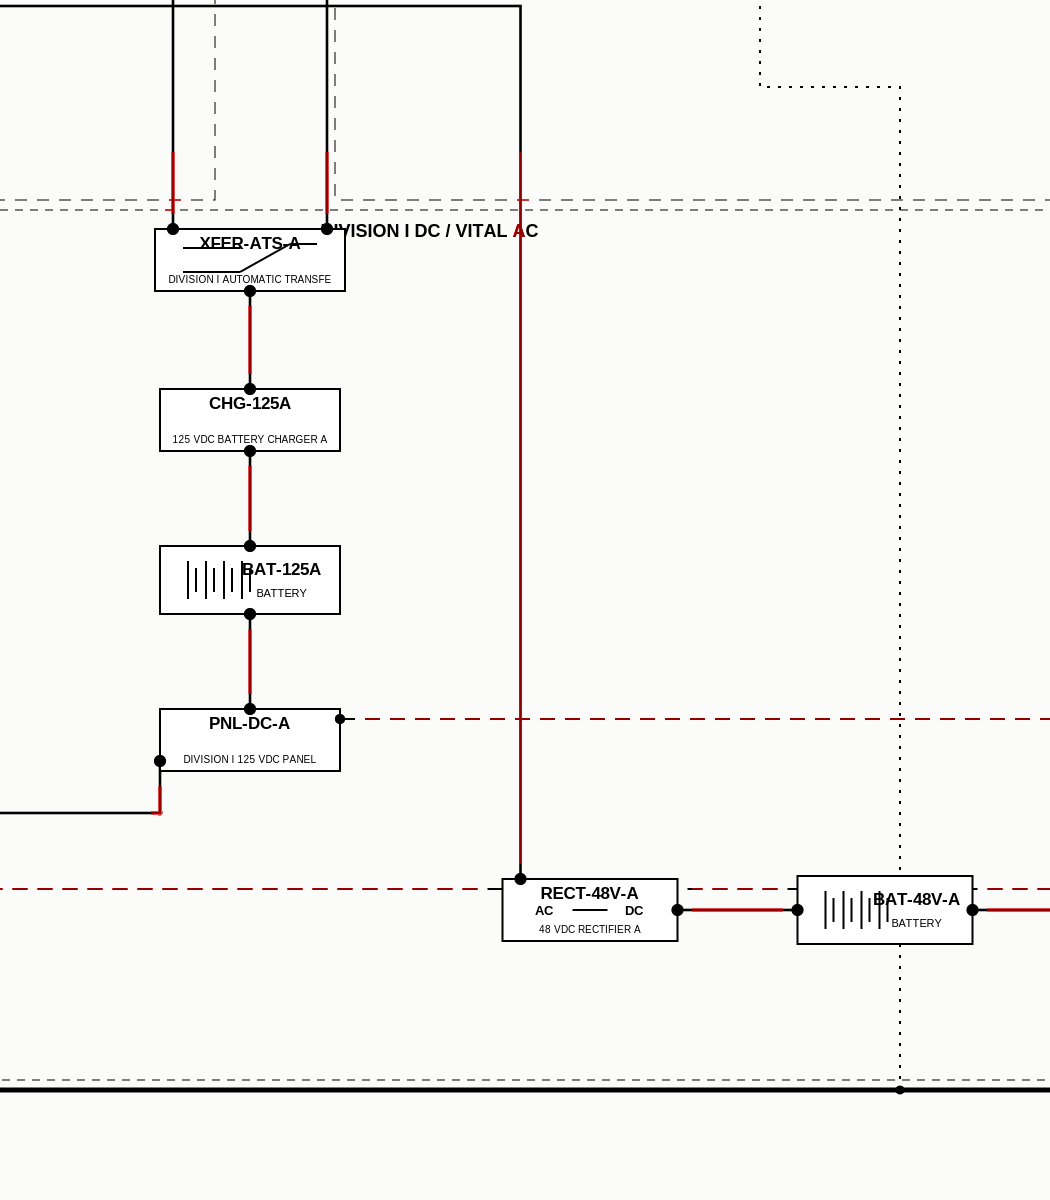 VISION I DC / VITAL AC
XFER-ATS-A
DIVISION I AUTOMATIC TRANSFE
CHG-125A
125 VDC BATTERY CHARGER A
BAT-125A
BATTERY
PNL-DC-A
DIVISION I 125 VDC PANEL
RECT-48V-A
AC DC
48 VDC RECTIFIER A
BAT-48V-A
BATTERY